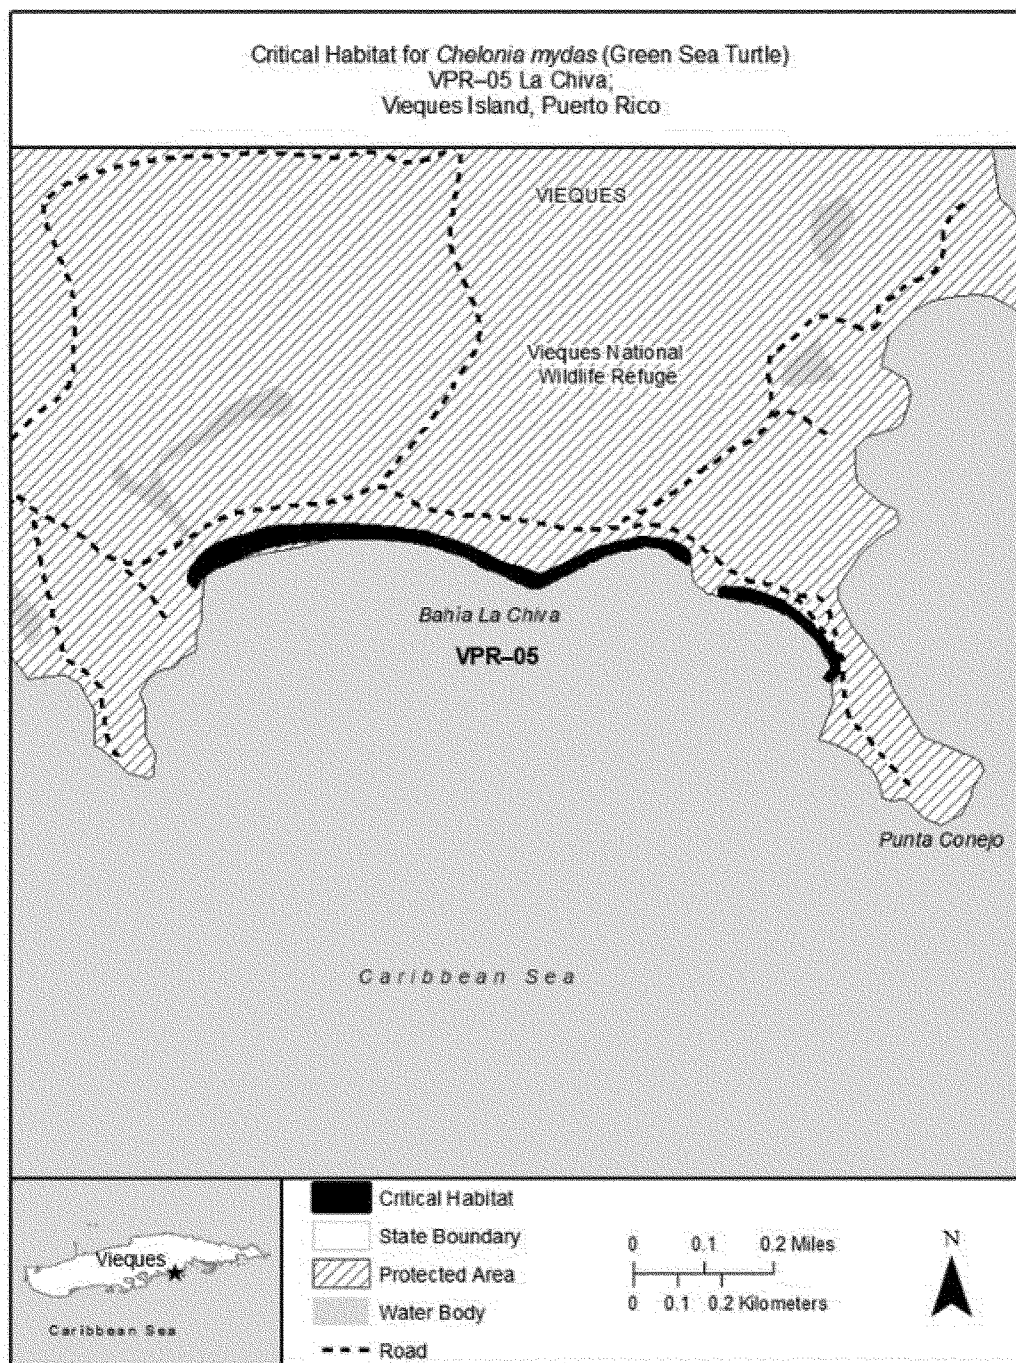 Critical Habitat for Chelonia mydas (Green Sea Turtle)
VPR–05 La Chiva;
Vieques Island, Puerto Rico
VIEQUES
Vieques National
Wildlife Refuge
Bahia La Chiva
VPR–05
Punta Conejo
Caribbean Sea
Vieques
Caribbean Sea
Critical Habitat
State Boundary
Protected Area
Water Body
Road
0 0.1 0.2 Miles
0 0.1 0.2 Kilometers
N